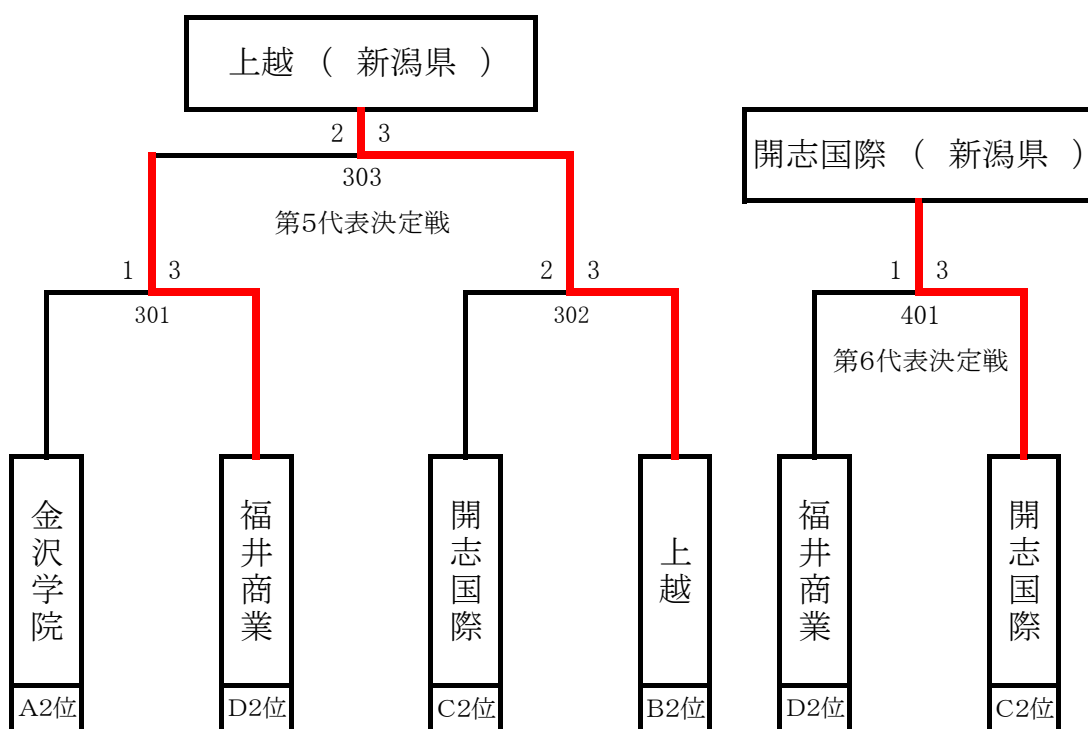 上越 （ 新潟県 ）
2 3
303
第5代表決定戦
1 3
301
2 3
302
金沢学院
福井商業
開志国際
上越
A2位
D2位
C2位
B2位
開志国際 （ 新潟県 ）
1 3
401
第6代表決定戦
福井商業
開志国際
D2位
C2位